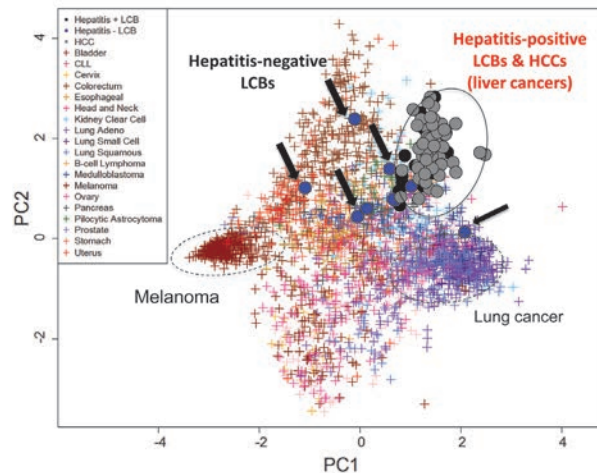 Hepatitis + LCB
Hepatitis - LCB
HCC
Bladder
CLL
Cervix
Colorectum
Esophageal
Head and Neck
Kidney Clear Cell
Lung Adeno
Lung Small Cell
Lung Squamous
B-cell Lymphoma
Medulloblastoma
Melanoma
Ovary
Pancreas
Pilocytic Astrocytoma
Prostate
Stomach
Uterus
Hepatitis-negative
LCBs
Hepatitis-positive
LCBs & HCCs
(liver cancers)
Melanoma
Lung cancer
PC2
4
2
0
-2
-4
-2
0
2
4
PC1